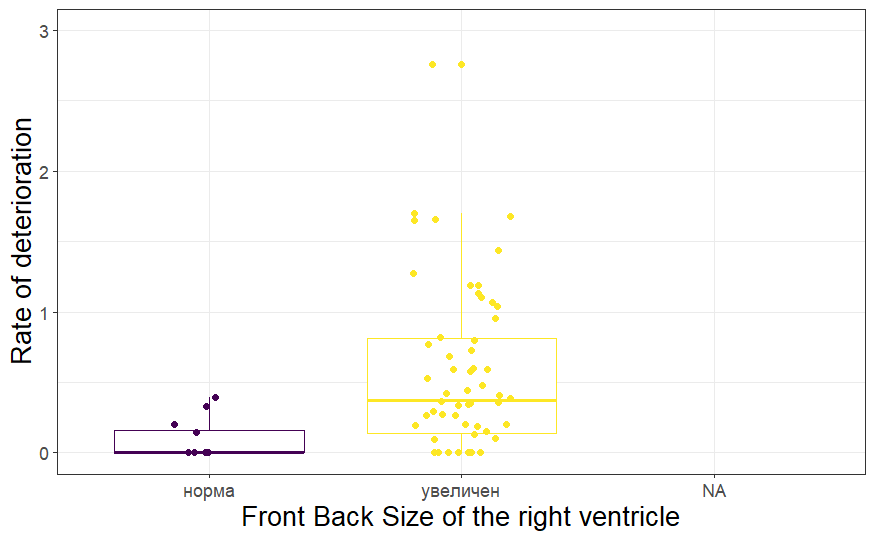 Rate of deterioration
3
2
1
0
норма увеличен NA
Front Back Size of the right ventricle